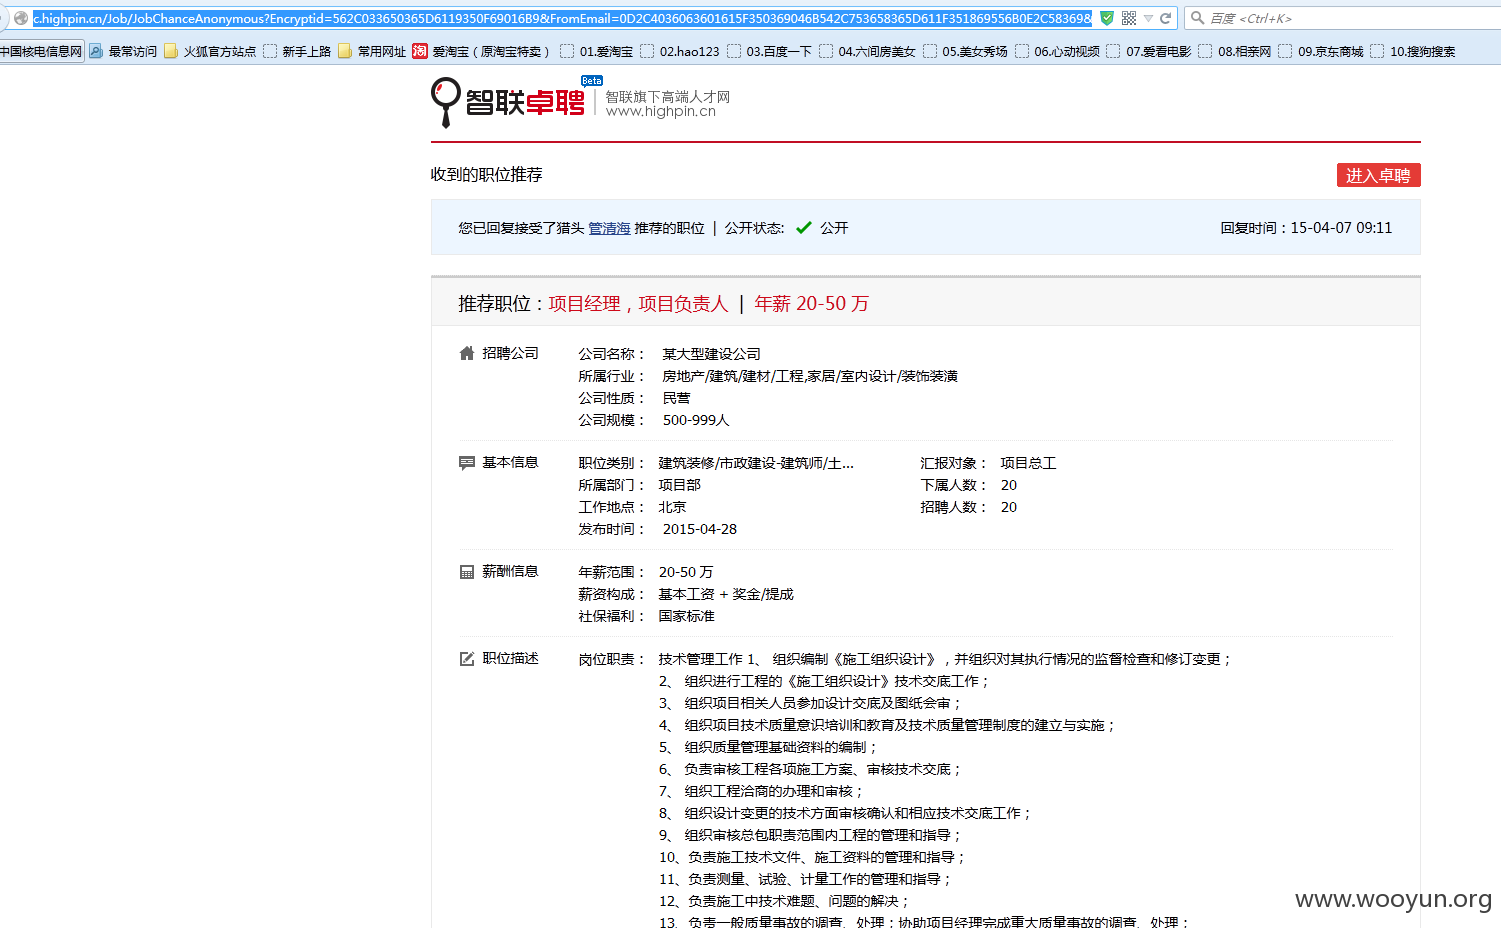 c.highpin.cn/Job/JobChanceAnonymous?Encryptid=562C033650365D6119350F69016B9&FromEmail=0D2C4036063601615F350369046B542C753658365D611F351869556B0E2C58369& 百度 <Ctrl+K>
中国核电信息网 最常访问 火狐官方站点 新手上路 常用网址 淘 爱淘宝（原淘宝特卖） 01.爱淘宝 02.hao123 03.百度一下 04.六间房美女 05.美女秀场 06.心动视频 07.爱看电影 08.相亲网 09.京东商城 10.搜狗搜索
智联卓聘 Beta 智联旗下高端人才网
www.highpin.cn
收到的职位推荐 进入卓聘
您已回复接受了猎头 管清海 推荐的职位 | 公开状态: 公开 回复时间：15-04-07 09:11
推荐职位：项目经理，项目负责人 | 年薪 20-50 万
招聘公司 公司名称： 某大型建设公司
所属行业： 房地产/建筑/建材/工程,家居/室内设计/装饰装潢
公司性质： 民营
公司规模： 500-999人
基本信息 职位类别： 建筑装修/市政建设-建筑师/土... 汇报对象： 项目总工
所属部门： 项目部 下属人数： 20
工作地点： 北京 招聘人数： 20
发布时间： 2015-04-28
薪酬信息 年薪范围： 20-50 万
薪资构成： 基本工资 + 奖金/提成
社保福利： 国家标准
职位描述 岗位职责： 技术管理工作 1、 组织编制《施工组织设计》，并组织对其执行情况的监督检查和修订变更；
2、 组织进行工程的《施工组织设计》技术交底工作；
3、 组织项目相关人员参加设计交底及图纸会审；
4、 组织项目技术质量意识培训和教育及技术质量管理制度的建立与实施；
5、 组织质量管理基础资料的编制；
6、 负责审核工程各项施工方案、审核技术交底；
7、 组织工程洽商的办理和审核；
8、 组织设计变更的技术方面审核确认和相应技术交底工作；
9、 组织审核总包职责范围内工程的管理和指导；
10、负责施工技术文件、施工资料的管理和指导；
11、负责测量、试验、计量工作的管理和指导；
12、负责施工中技术难题、问题的解决；
13、负责一般质量事故的调查、处理；协助项目经理完成重大质量事故的调查、处理；
www.wooyun.org